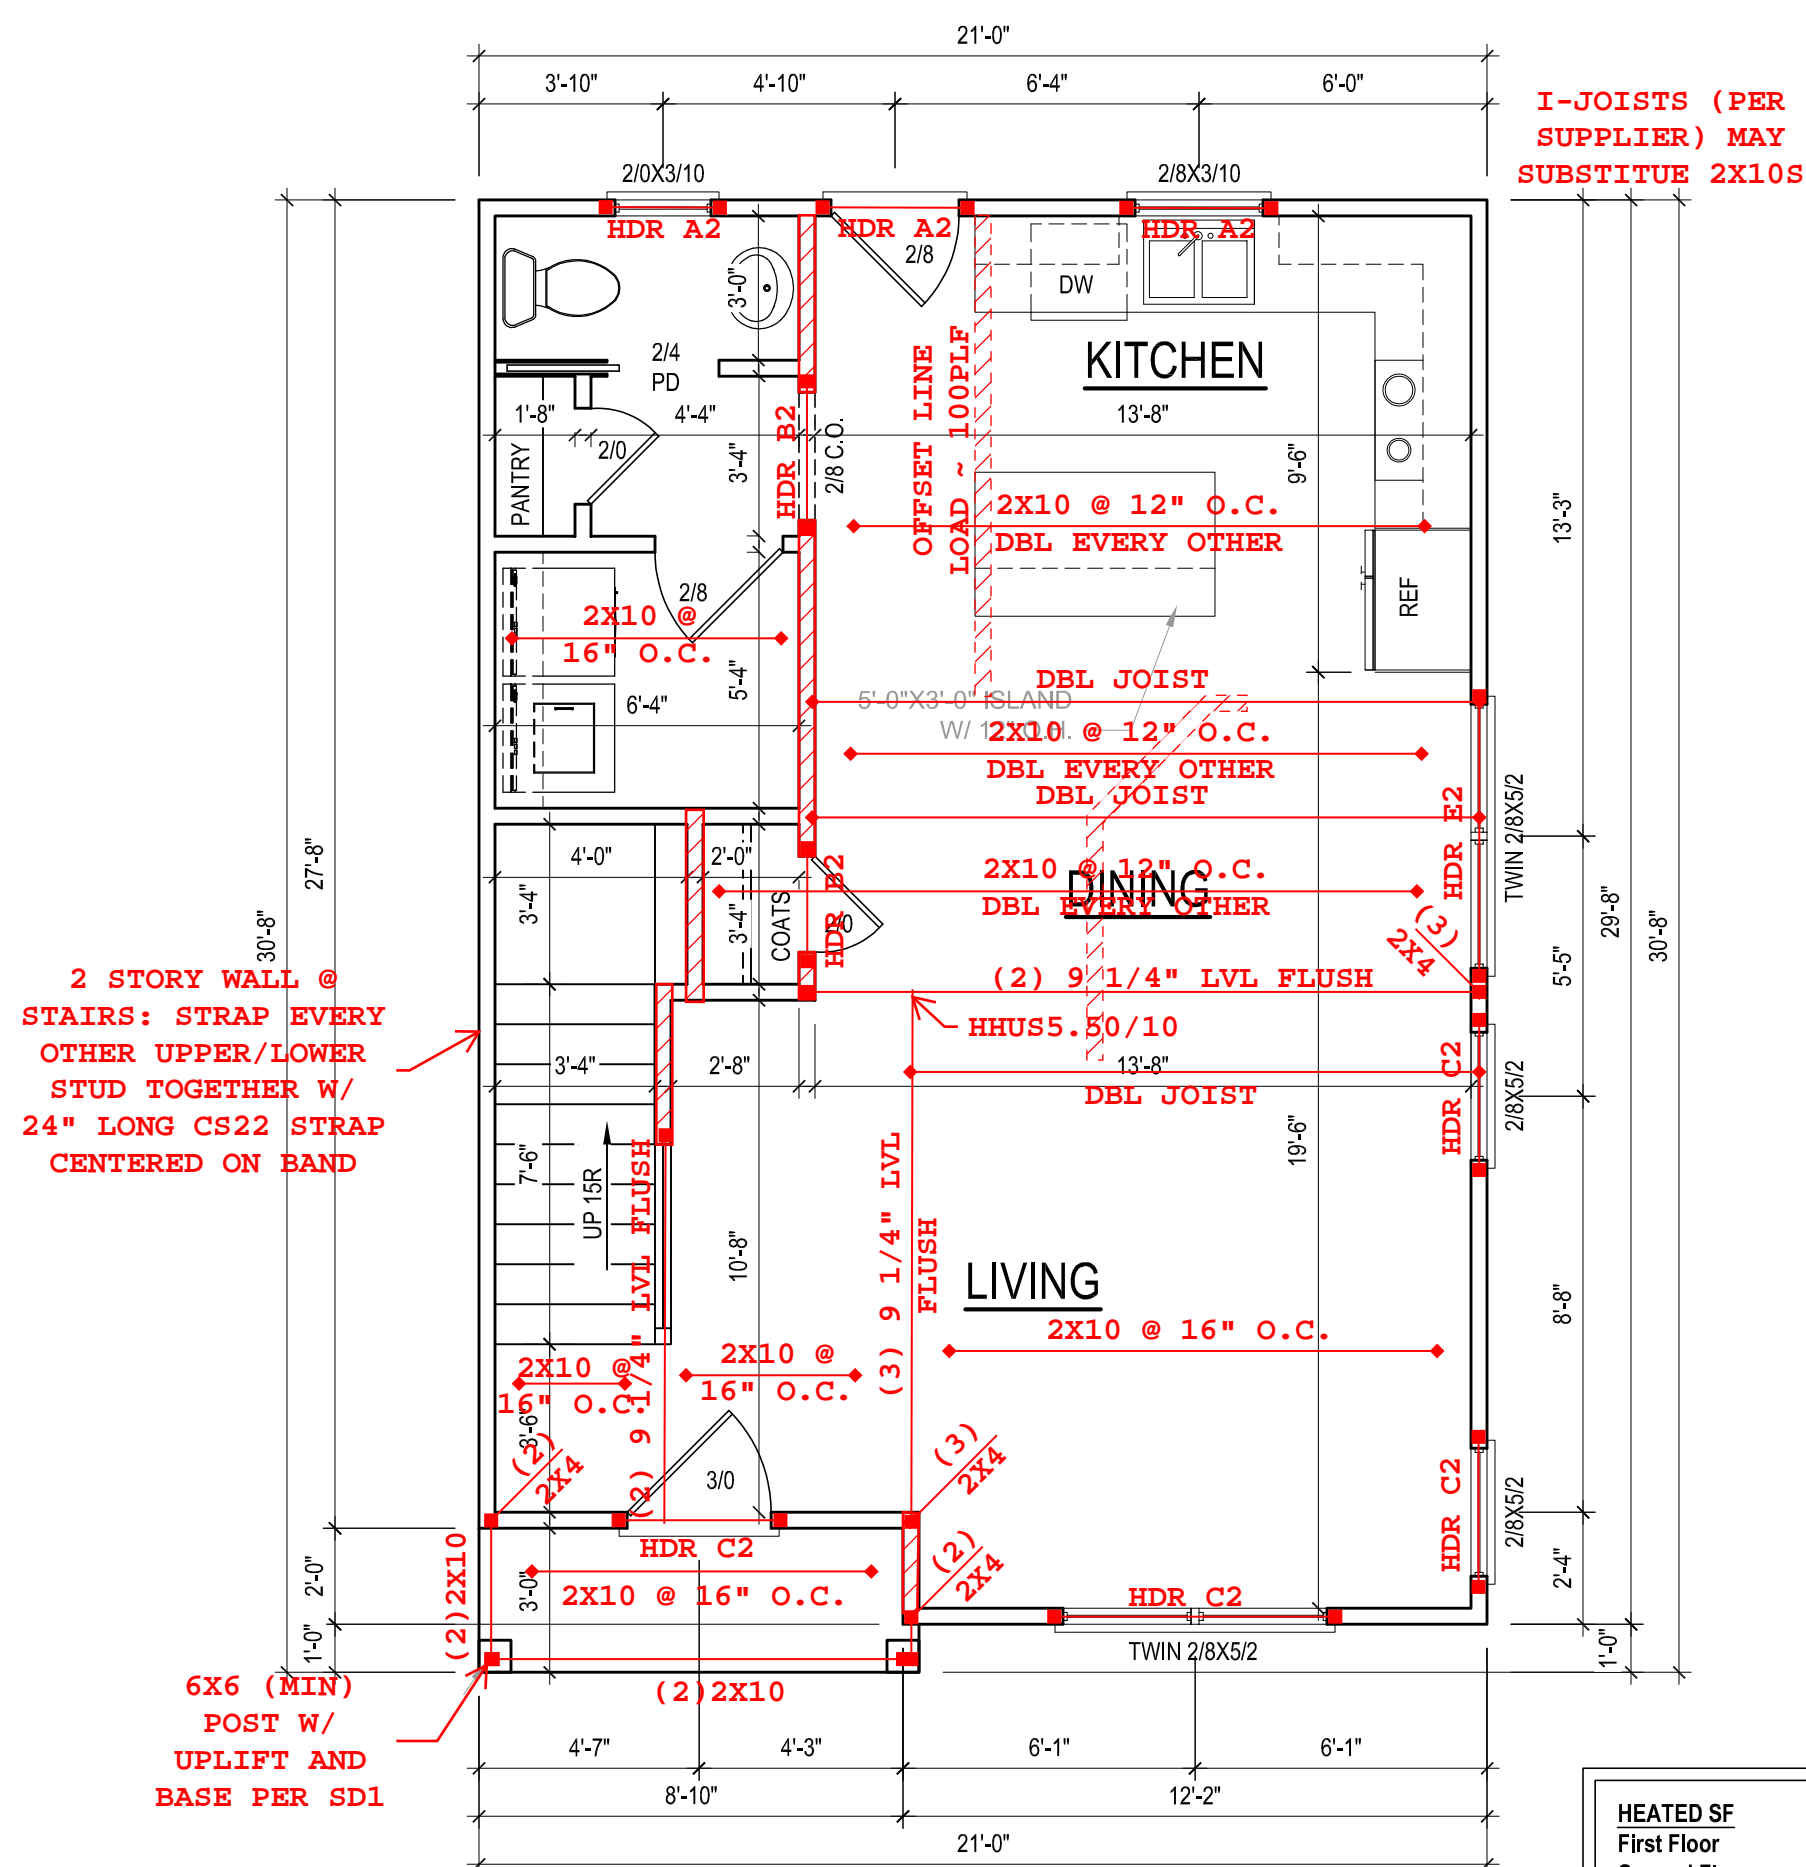 21'-0"
3'-10"
4'-10"
6'-4"
6'-0"
I-JOISTS (PER
SUPPLIER) MAY
SUBSTITUE 2X10S
2/0X3/10
2/8X3/10
HDR A2
HDR A2
HDR A2
2/8
DW
3'-0"
KITCHEN
OFFSET LINE
LOAD ~ 100PLF
2/4
PD
1'-8"
4'-4"
13'-8"
2/0
PANTRY
3'-4"
HDR B2
2/8 C.O.
9'-6"
2X10 @ 12" O.C.
DBL EVERY OTHER
13'-3"
REF
2/8
2X10 @
16" O.C.
5'-4"
6'-4"
DBL JOIST
5'-0"X3'-0" ISLAND
W/ 12" O.H.
2X10 @ 12" O.C.
DBL EVERY OTHER
DBL JOIST
HDR E2
TWIN 2/8X5/2
27'-8"
30'-8"
29'-8"
30'-8"
4'-0"
2'-0"
3'-4"
3'-4"
COATS
HDR B2
2/0
2X10 @ 12" O.C.
DINING
DBL EVERY OTHER
(3)
2X4
5'-5"
2 STORY WALL @
STAIRS: STRAP EVERY
OTHER UPPER/LOWER
STUD TOGETHER W/
24" LONG CS22 STRAP
CENTERED ON BAND
(2) 9 1/4" LVL FLUSH
HHUS5.50/10
3'-4"
2'-8"
13'-8"
DBL JOIST
HDR C2
2/8X5/2
7'-6"
UP 15R
(2) 9 1/4" LVL FLUSH
10'-8"
(3) 9 1/4" LVL
FLUSH
19'-6"
LIVING
8'-8"
2X10 @ 16" O.C.
2X10 @
16" O.C.
2X10 @
16" O.C.
3'-6"
(2)
2X4
3/0
(3)
2X4
HDR C2
2/8X5/2
HDR C2
(2)2X10
2'-0"
3'-0"
2X10 @ 16" O.C.
(2)
2X4
HDR C2
2'-4"
1'-0"
TWIN 2/8X5/2
1'-0"
(2)2X10
6X6 (MIN)
POST W/
UPLIFT AND
BASE PER SD1
4'-7"
4'-3"
6'-1"
6'-1"
8'-10"
12'-2"
21'-0"
HEATED SF
First Floor